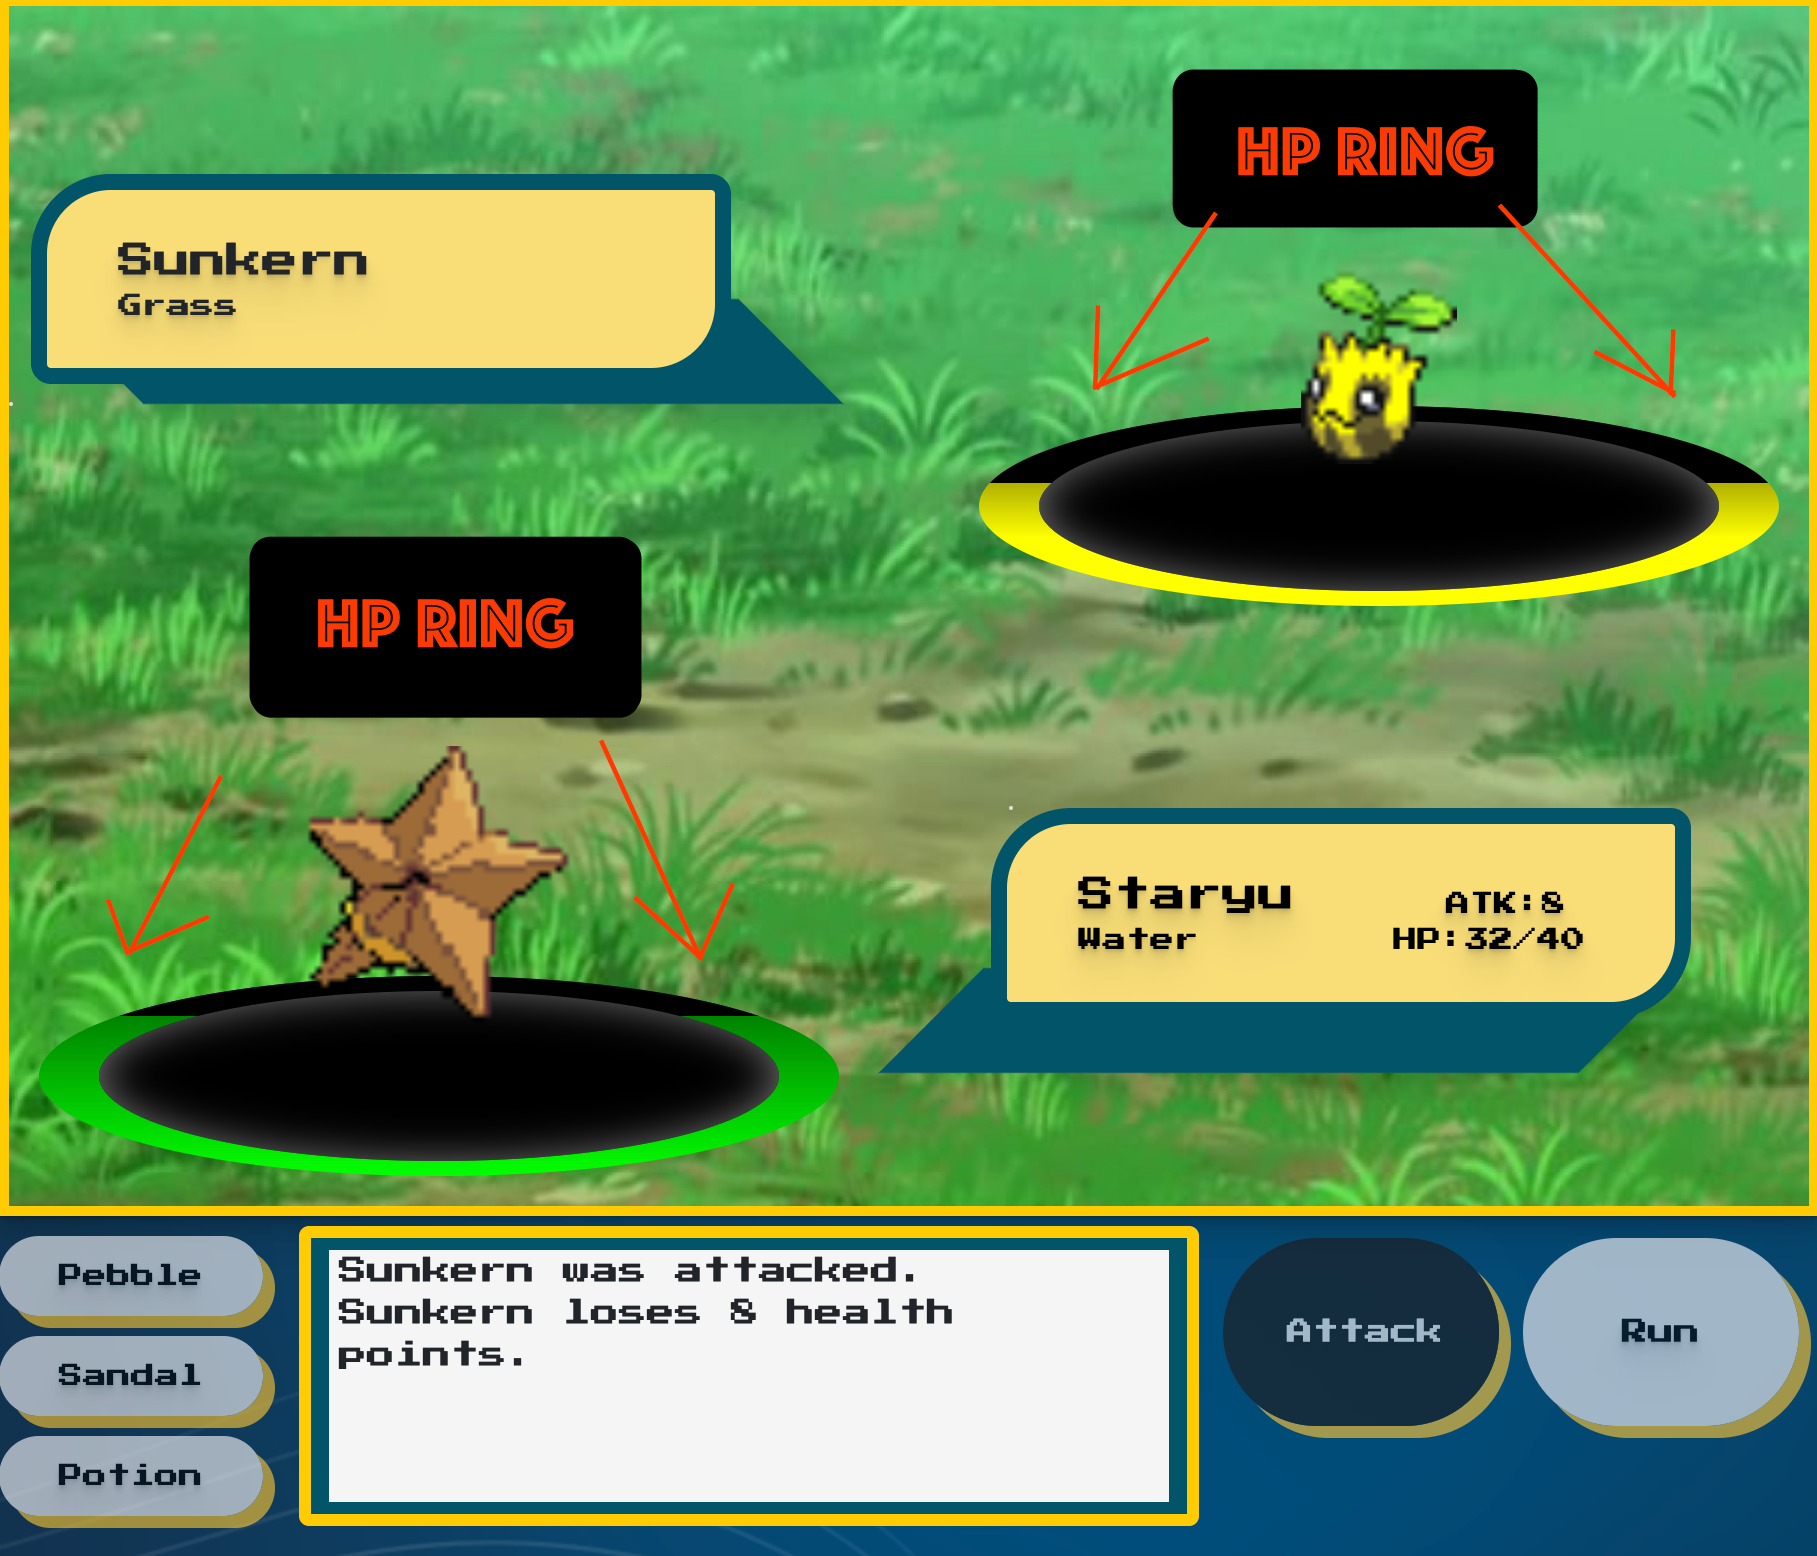 HP RING
Sunkern
Grass
HP RING
Staryu
Water
ATK:8
HP:32/40
Pebble
Sandal
Potion
Sunkern was attacked.
Sunkern loses 8 health
points.
Attack
Run